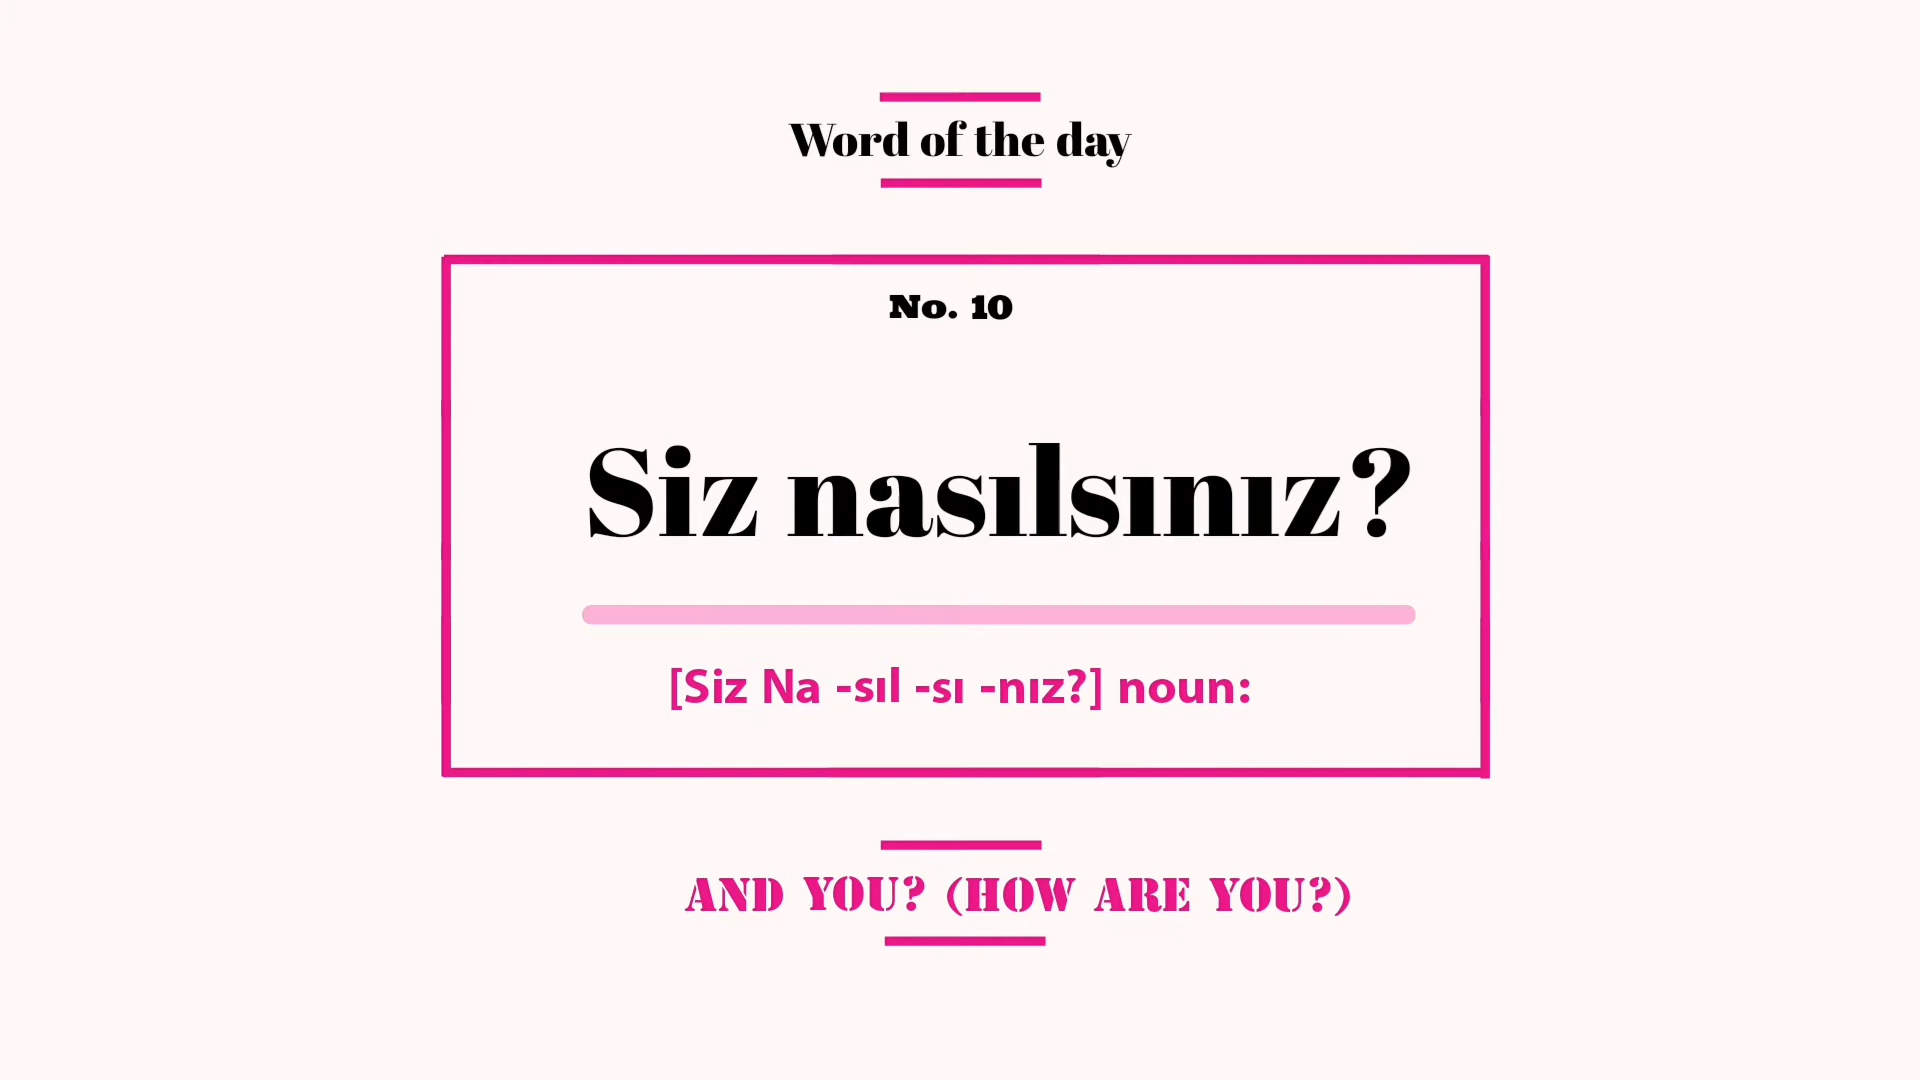 Word of the day
No. 10
Siz nasılsınız?
[Siz Na -sıl -sı -nız?] noun:
AND YOU? (HOW ARE YOU?)